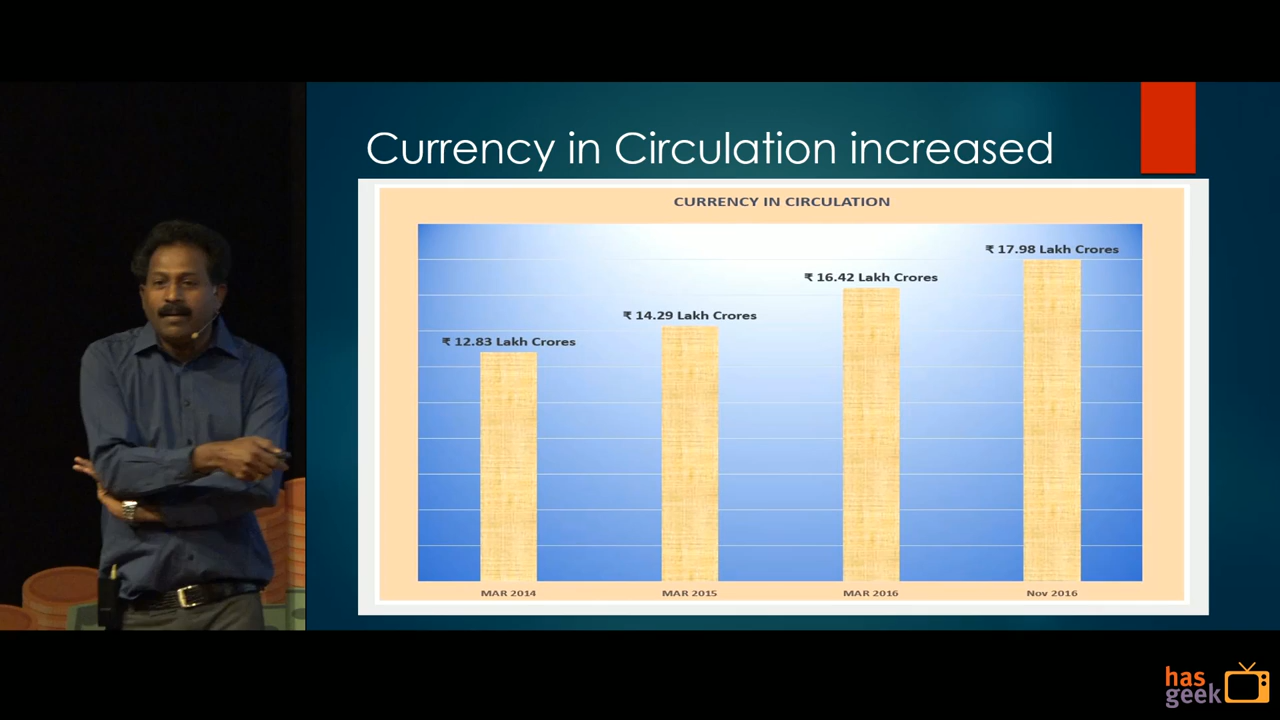 Currency in Circulation increased
CURRENCY IN CIRCULATION
₹ 17.98 Lakh Crores
₹ 16.42 Lakh Crores
₹ 14.29 Lakh Crores
₹ 12.83 Lakh Crores
MAR 2014 MAR 2015 MAR 2016 Nov 2016
has
geek